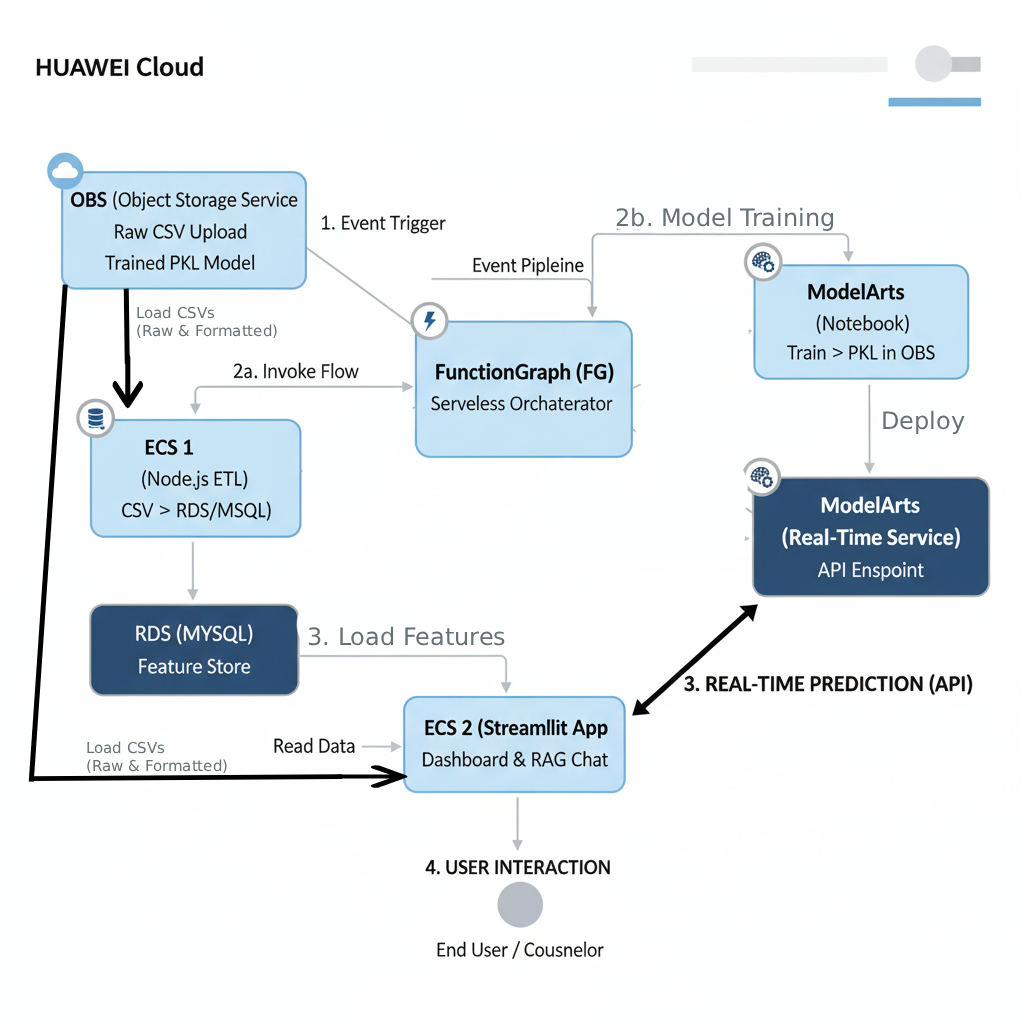 HUAWEI Cloud
OBS (Object Storage Service
Raw CSV Upload
Trained PKL Model
1. Event Trigger
2b. Model Training
Event Pipleine
ModelArts
(Notebook)
Train > PKL in OBS
Load CSVs
(Raw & Formatted)
2a. Invoke Flow
FunctionGraph (FG)
Serveless Orchaterator
Deploy
ECS 1
(Node.js ETL)
CSV > RDS/MSQL)
ModelArts
(Real-Time Service)
API Enspoint
RDS (MYSQL)
Feature Store
3. Load Features
3. REAL-TIME PREDICTION (API)
ECS 2 (Streamllit App
Dashboard & RAG Chat
Read Data
Load CSVs
(Raw & Formatted)
4. USER INTERACTION
End User / Cousnelor